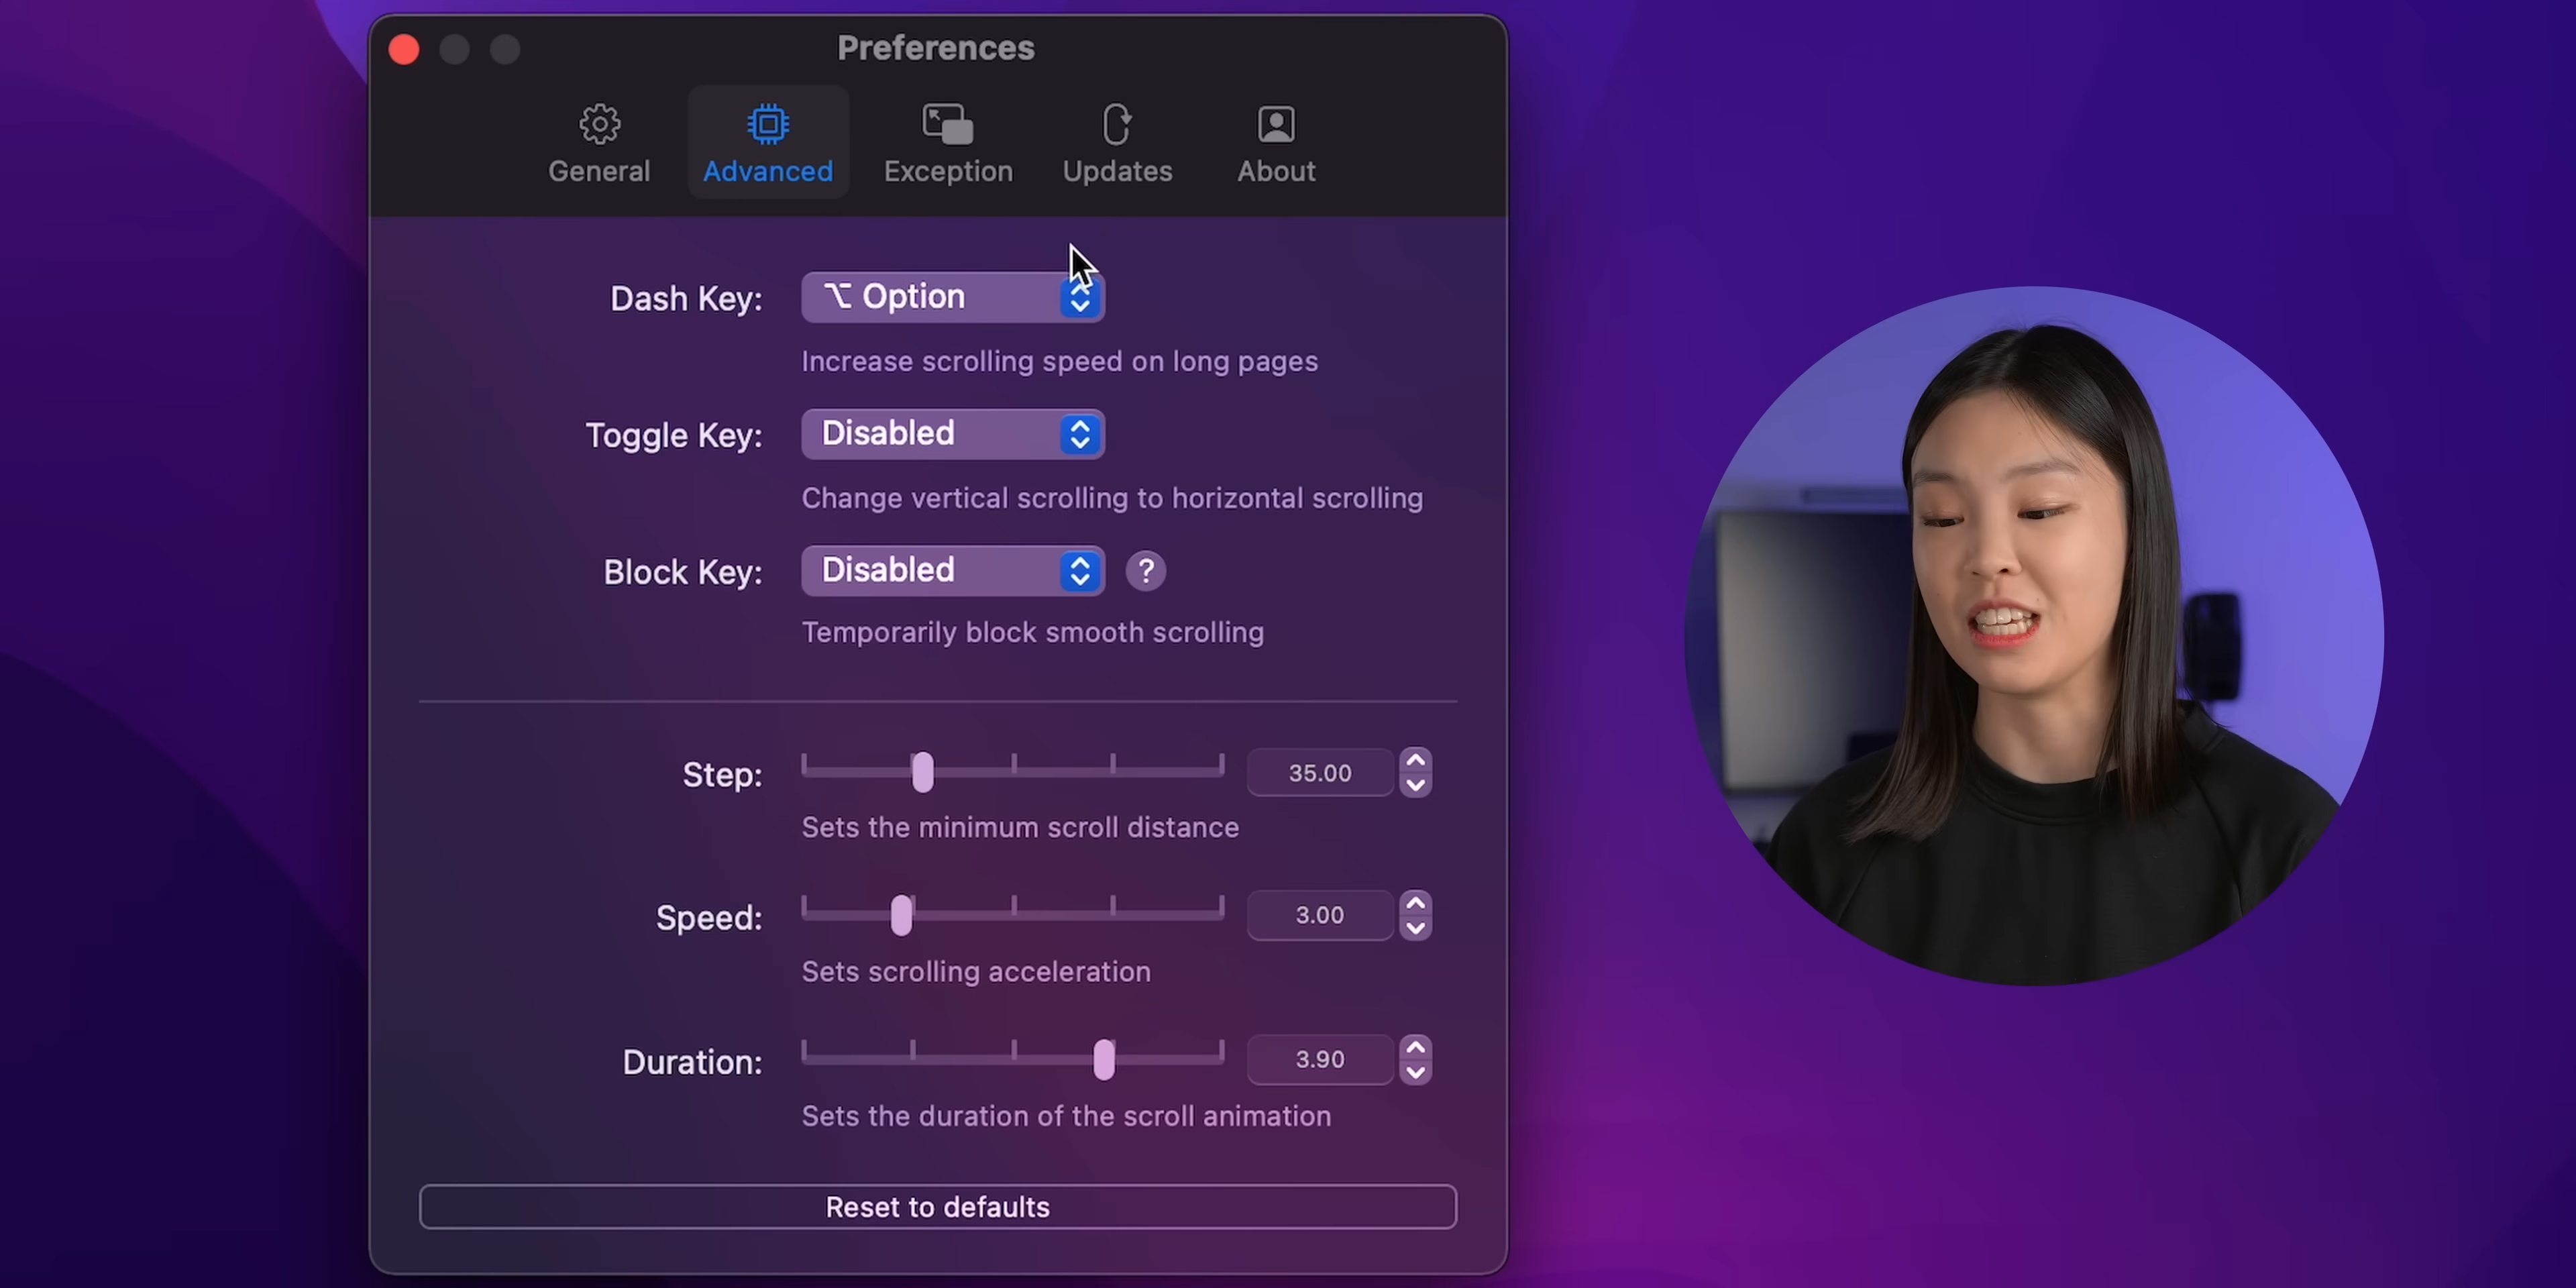 Preferences
General Advanced Exception Updates About
Dash Key: ⌥ Option
Increase scrolling speed on long pages
Toggle Key: Disabled
Change vertical scrolling to horizontal scrolling
Block Key: Disabled ?
Temporarily block smooth scrolling
Step: 35.00
Sets the minimum scroll distance
Speed: 3.00
Sets scrolling acceleration
Duration: 3.90
Sets the duration of the scroll animation
Reset to defaults